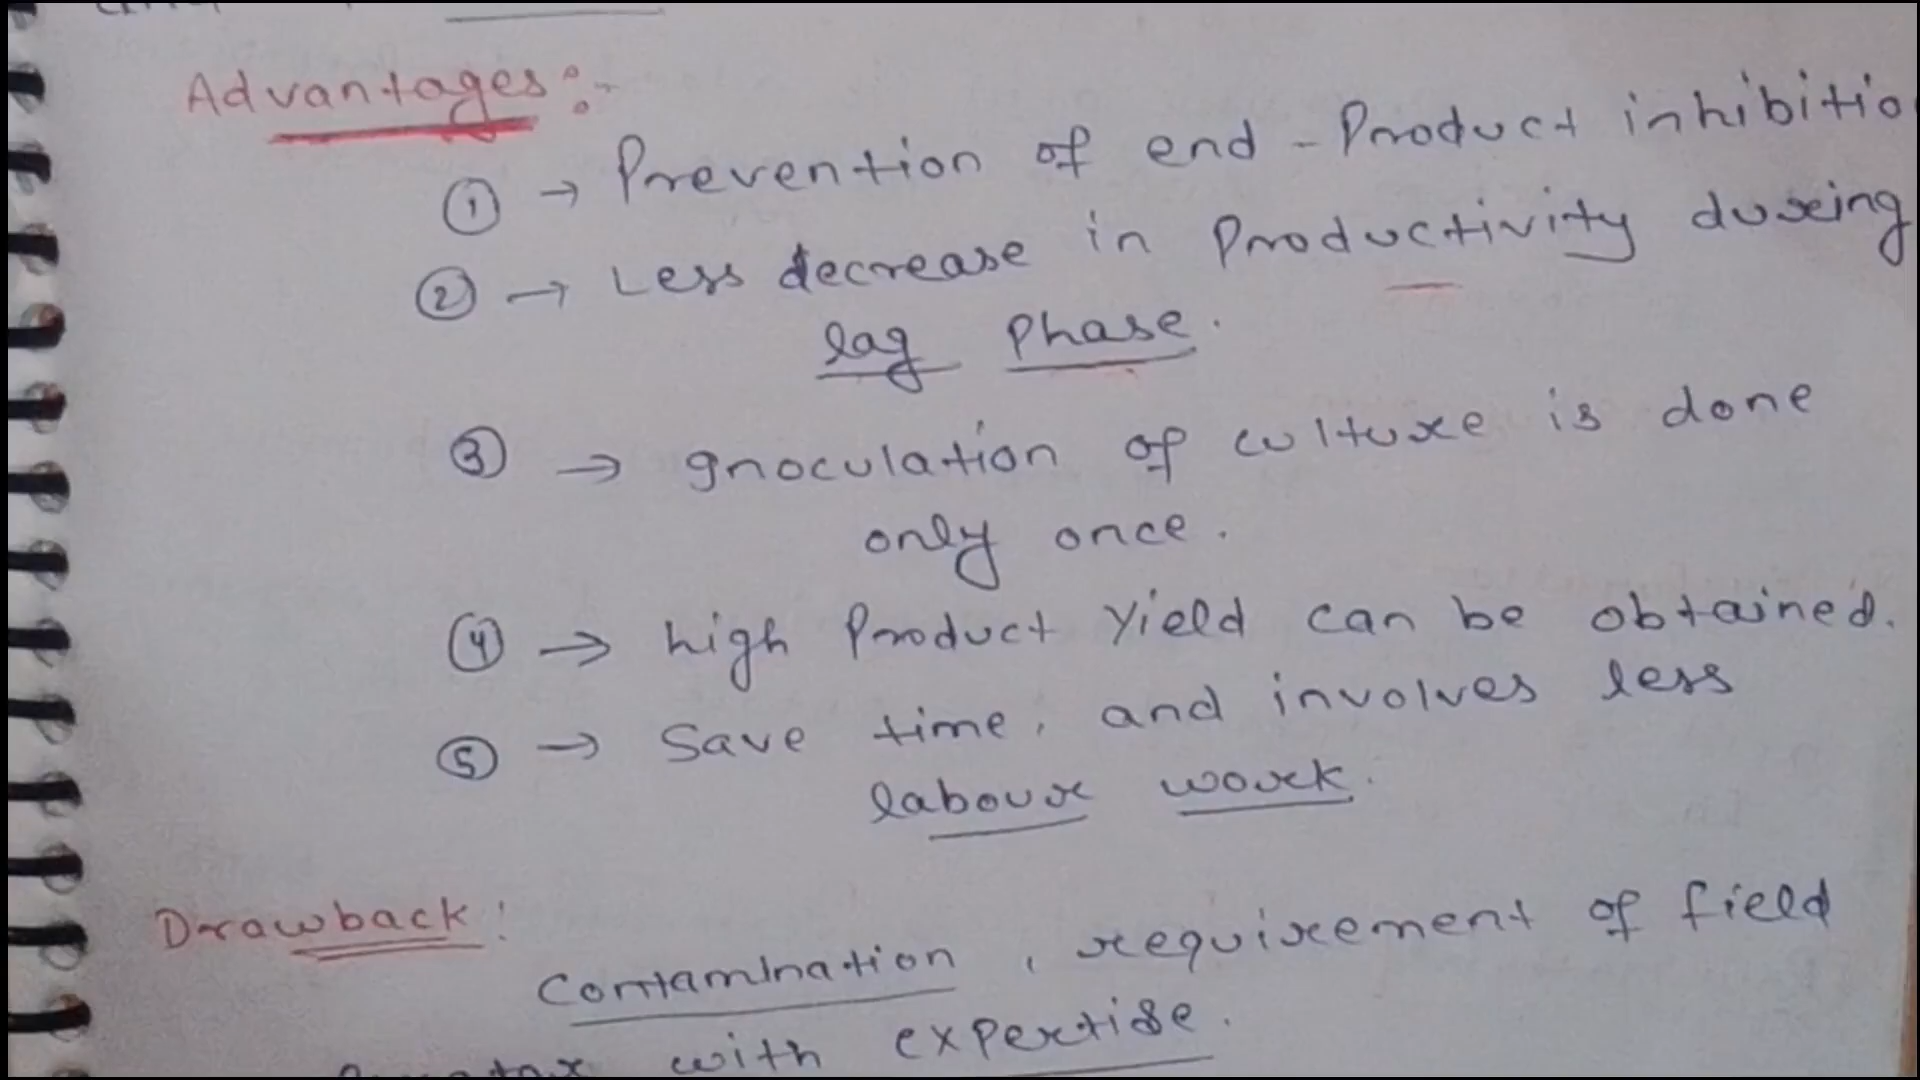 Advantages :-
① → Prevention of end - Product inhibitio
② → Less decrease in Productivity during
lag Phase.
③ → Inoculation of culture is done
only once.
④ → high Product Yield can be obtained.
⑤ → Save time, and involves less
labour work.
Drawback :
Contamination , requirement of field
with expertise.